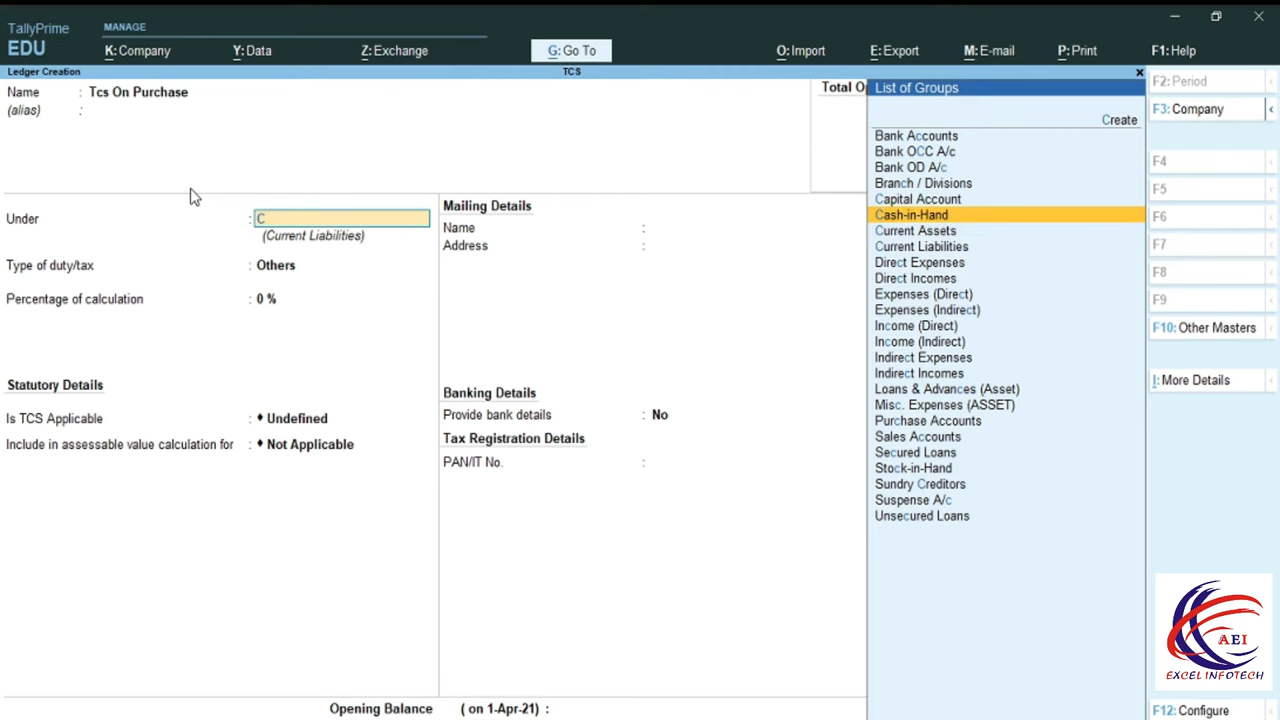 TallyPrime
EDU
MANAGE
K:Company
Y:Data
Z:Exchange
G:Go To
O:Import
E:Export
M:E-mail
P:Print
F1:Help
Ledger Creation
TCS
Name : Tcs On Purchase
(alias) :
Total Op
Under : C
(Current Liabilities)
Type of duty/tax : Others
Percentage of calculation : 0 %
Statutory Details
Is TCS Applicable : ♦ Undefined
Include in assessable value calculation for : ♦ Not Applicable
Mailing Details
Name :
Address :
Banking Details
Provide bank details : No
Tax Registration Details
PAN/IT No. :
Opening Balance ( on 1-Apr-21) :
List of Groups
Create
Bank Accounts
Bank OCC A/c
Bank OD A/c
Branch / Divisions
Capital Account
Cash-in-Hand
Current Assets
Current Liabilities
Direct Expenses
Direct Incomes
Expenses (Direct)
Expenses (Indirect)
Income (Direct)
Income (Indirect)
Indirect Expenses
Indirect Incomes
Loans & Advances (Asset)
Misc. Expenses (ASSET)
Purchase Accounts
Sales Accounts
Secured Loans
Stock-in-Hand
Sundry Creditors
Suspense A/c
Unsecured Loans
F2: Period
F3: Company
F4
F5
F6
F7
F8
F9
F10: Other Masters
I: More Details
AEI
EXCEL INFOTECH
F12: Configure